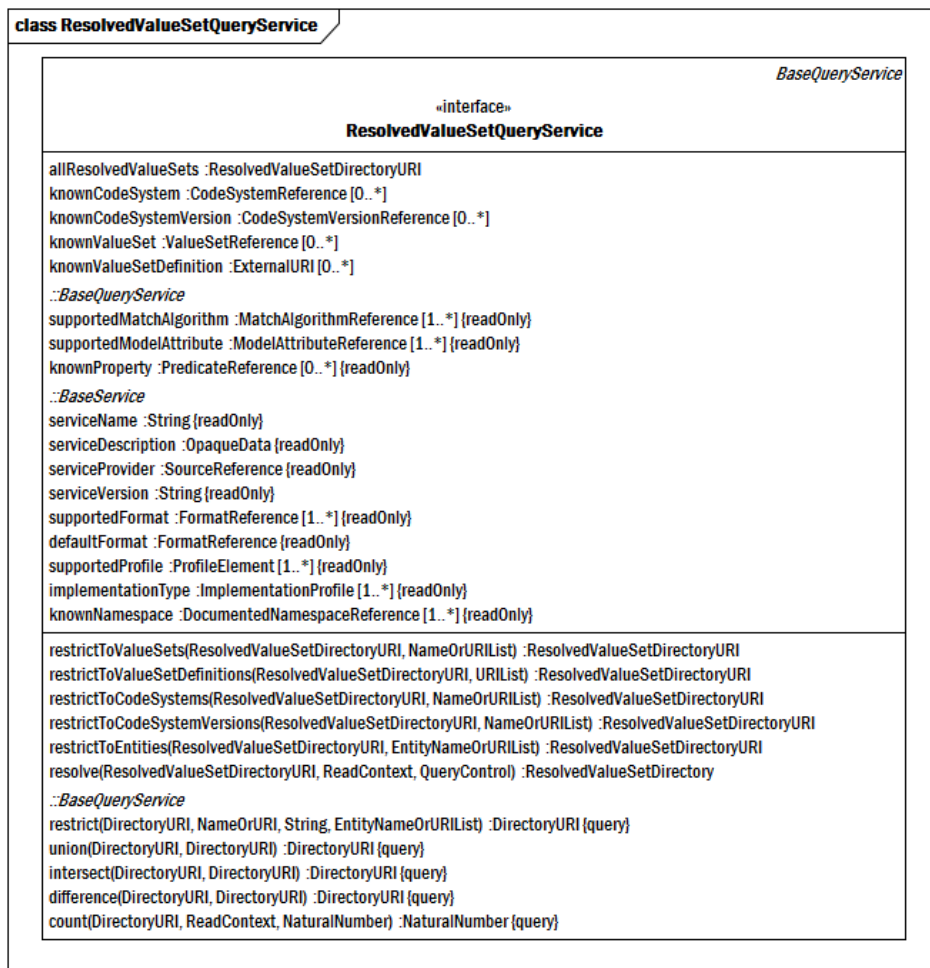 class ResolvedValueSetQueryService
BaseQueryService
«interface»
ResolvedValueSetQueryService
allResolvedValueSets :ResolvedValueSetDirectoryURI
knownCodeSystem :CodeSystemReference [0..*]
knownCodeSystemVersion :CodeSystemVersionReference [0..*]
knownValueSet :ValueSetReference [0..*]
knownValueSetDefinition :ExternalURI [0..*]
::BaseQueryService
supportedMatchAlgorithm :MatchAlgorithmReference [1..*] {readOnly}
supportedModelAttribute :ModelAttributeReference [1..*] {readOnly}
knownProperty :PredicateReference [0..*] {readOnly}
::BaseService
serviceName :String {readOnly}
serviceDescription :OpaqueData {readOnly}
serviceProvider :SourceReference {readOnly}
serviceVersion :String {readOnly}
supportedFormat :FormatReference [1..*] {readOnly}
defaultFormat :FormatReference {readOnly}
supportedProfile :ProfileElement [1..*] {readOnly}
implementationType :ImplementationProfile [1..*] {readOnly}
knownNamespace :DocumentedNamespaceReference [1..*] {readOnly}
restrictToValueSets(ResolvedValueSetDirectoryURI, NameOrURIList) :ResolvedValueSetDirectoryURI
restrictToValueSetDefinitions(ResolvedValueSetDirectoryURI, URIList) :ResolvedValueSetDirectoryURI
restrictToCodeSystems(ResolvedValueSetDirectoryURI, NameOrURIList) :ResolvedValueSetDirectoryURI
restrictToCodeSystemVersions(ResolvedValueSetDirectoryURI, NameOrURIList) :ResolvedValueSetDirectoryURI
restrictToEntities(ResolvedValueSetDirectoryURI, EntityNameOrURIList) :ResolvedValueSetDirectoryURI
resolve(ResolvedValueSetDirectoryURI, ReadContext, QueryControl) :ResolvedValueSetDirectory
::BaseQueryService
restrict(DirectoryURI, NameOrURI, String, EntityNameOrURIList) :DirectoryURI {query}
union(DirectoryURI, DirectoryURI) :DirectoryURI {query}
intersect(DirectoryURI, DirectoryURI) :DirectoryURI {query}
difference(DirectoryURI, DirectoryURI) :DirectoryURI {query}
count(DirectoryURI, ReadContext, NaturalNumber) :NaturalNumber {query}